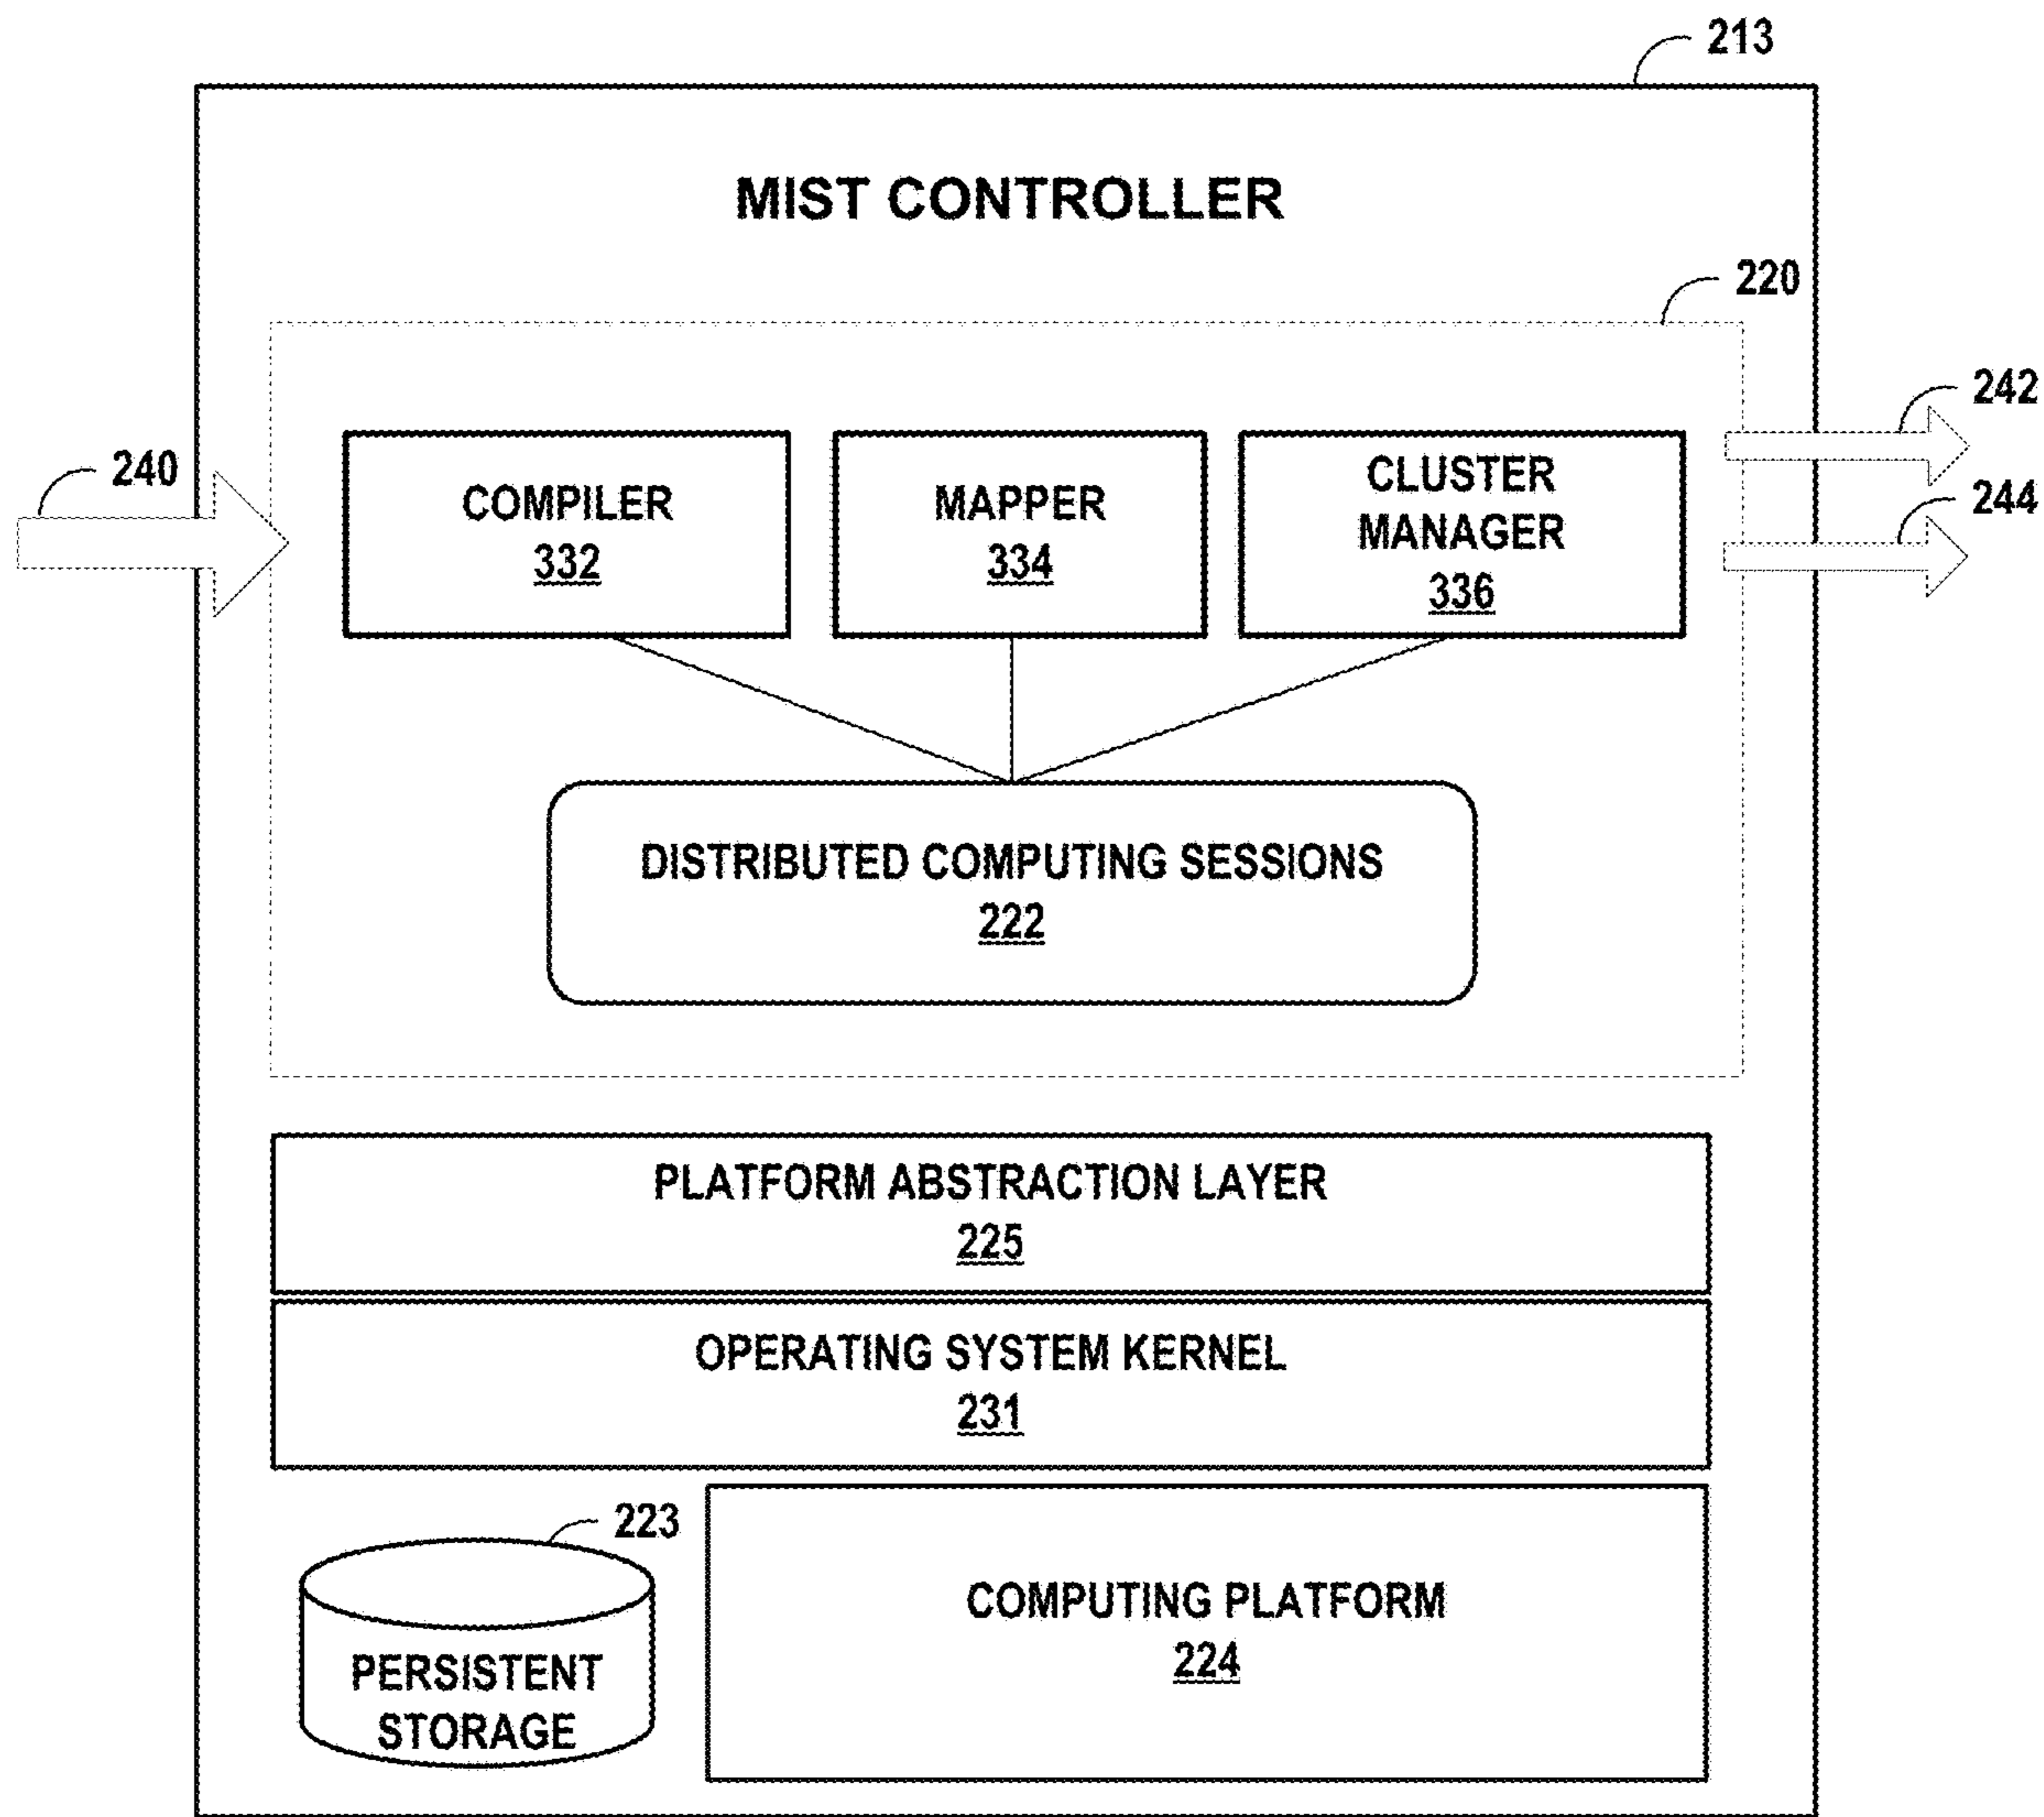 213
MIST CONTROLLER
220
242
240
244
COMPILER
332
MAPPER
334
CLUSTER
MANAGER
336
DISTRIBUTED COMPUTING SESSIONS
222
PLATFORM ABSTRACTION LAYER
225
OPERATING SYSTEM KERNEL
231
223
PERSISTENT
STORAGE
COMPUTING PLATFORM
224